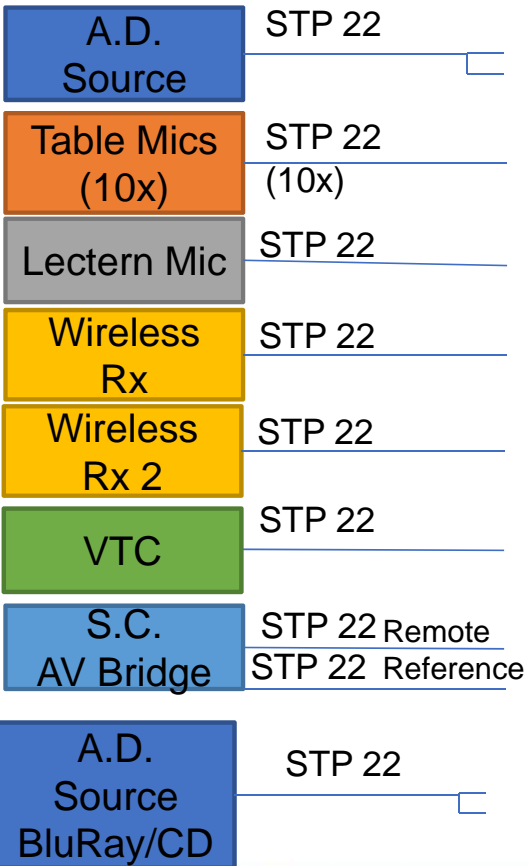 A.D.
Source
STP 22
Table Mics
(10x)
STP 22
(10x)
Lectern Mic
STP 22
Wireless
Rx
STP 22
Wireless
Rx 2
STP 22
VTC
STP 22
S.C.
AV Bridge
STP 22 Remote
STP 22 Reference
A.D.
Source
BluRay/CD
STP 22